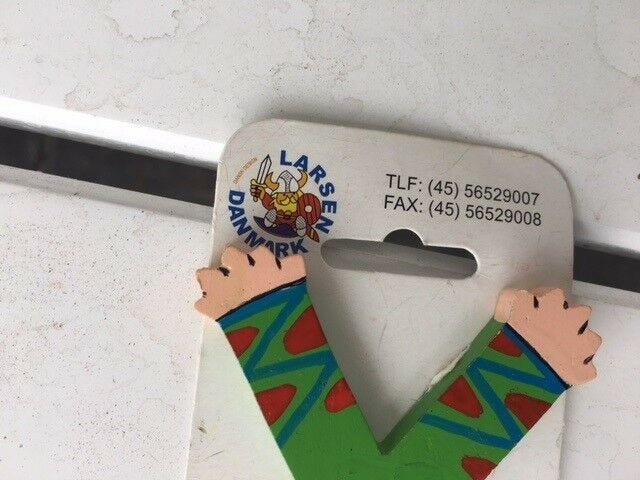 LARSEN
DANMARK
TLF: (45) 56529007
FAX: (45) 56529008